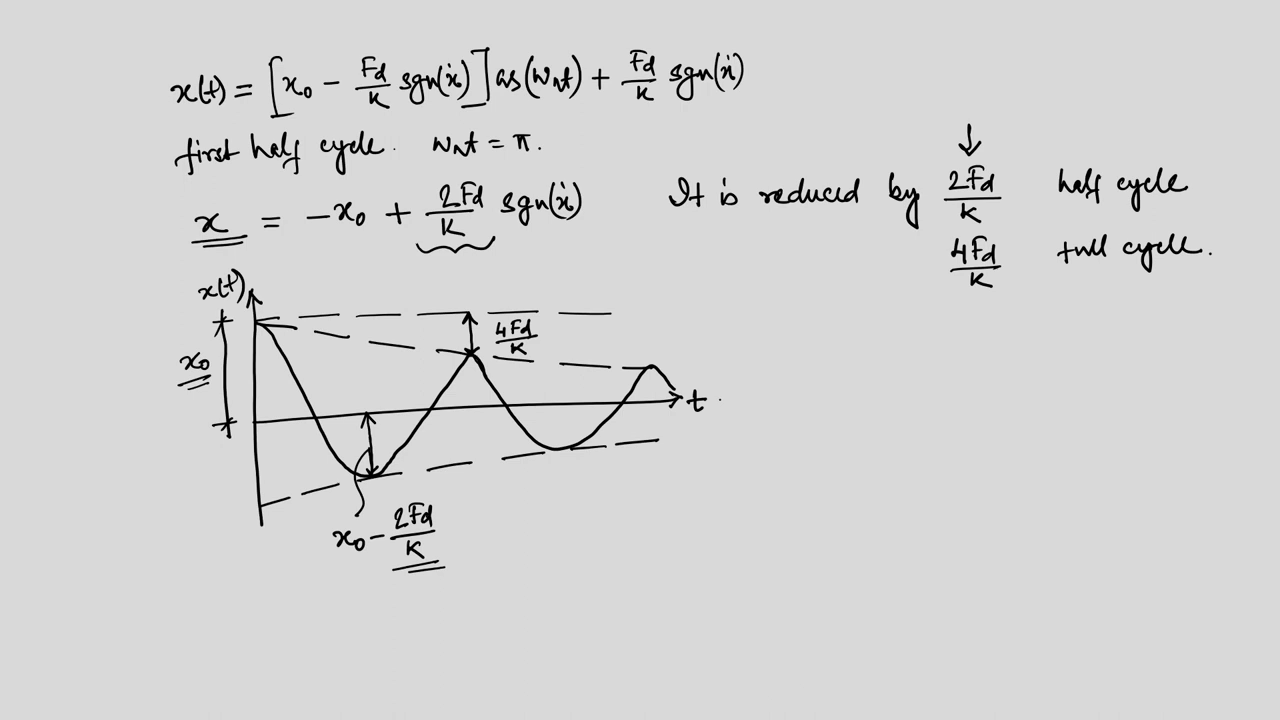 x(t) = [x₀ - Fd/K sgn(ẋ)] cos(ωₙt) + Fd/K sgn(ẋ)
first half cycle. ωₙt = π.
x = -x₀ + 2Fd/K sgn(ẋ)
It is reduced by 2Fd/K half cycle
4Fd/K full cycle.
x(t)
4Fd/K
x₀
t
x₀ - 2Fd/K